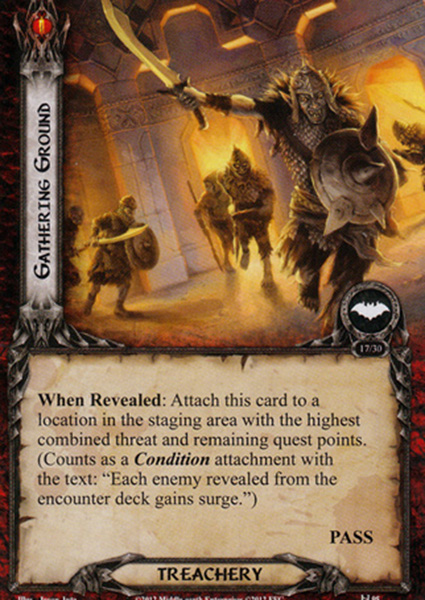 GATHERING GROUND
17/30
When Revealed: Attach this card to a
location in the staging area with the highest
combined threat and remaining quest points.
(Counts as a Condition attachment with
the text: “Each enemy revealed from the
encounter deck gains surge.”)
PASS
TREACHERY